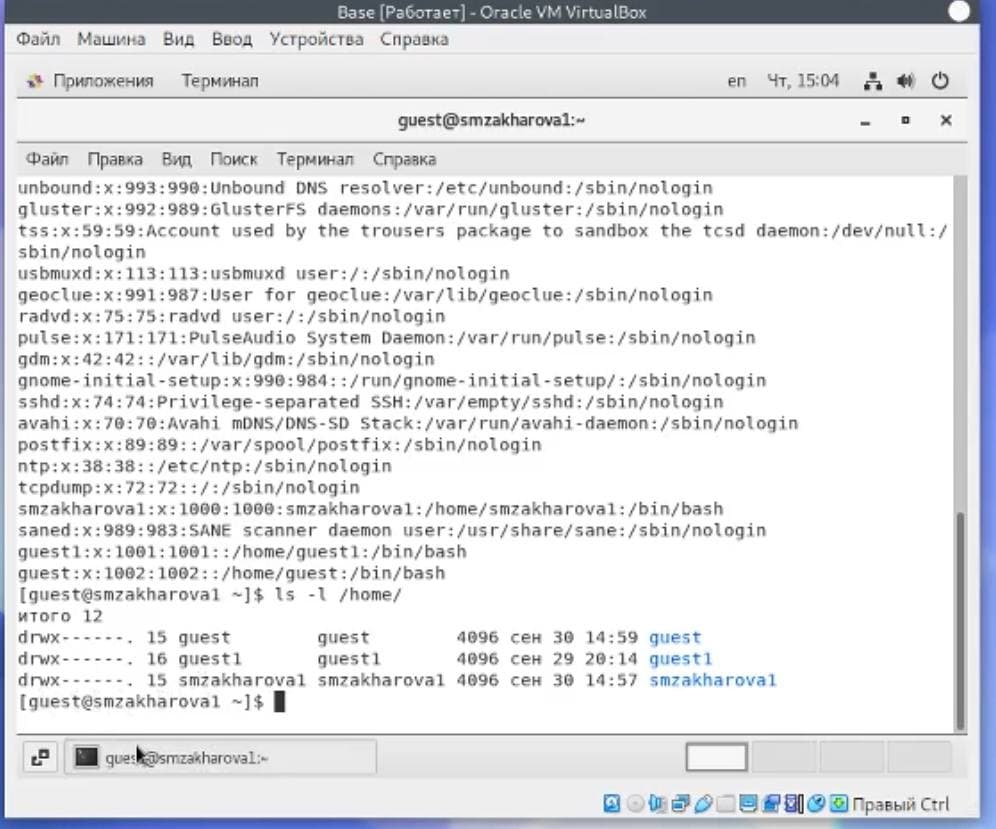 Base [Работает] - Oracle VM VirtualBox
Файл Машина Вид Ввод Устройства Справка
Приложения Терминал en Чт, 15:04
guest@smzakharova1:~
Файл Правка Вид Поиск Терминал Справка
unbound:x:993:990:Unbound DNS resolver:/etc/unbound:/sbin/nologin
gluster:x:992:989:GlusterFS daemons:/var/run/gluster:/sbin/nologin
tss:x:59:59:Account used by the trousers package to sandbox the tcsd daemon:/dev/null:/
sbin/nologin
usbmuxd:x:113:113:usbmuxd user:/:/sbin/nologin
geoclue:x:991:987:User for geoclue:/var/lib/geoclue:/sbin/nologin
radvd:x:75:75:radvd user:/:/sbin/nologin
pulse:x:171:171:PulseAudio System Daemon:/var/run/pulse:/sbin/nologin
gdm:x:42:42::/var/lib/gdm:/sbin/nologin
gnome-initial-setup:x:990:984::/run/gnome-initial-setup/:/sbin/nologin
sshd:x:74:74:Privilege-separated SSH:/var/empty/sshd:/sbin/nologin
avahi:x:70:70:Avahi mDNS/DNS-SD Stack:/var/run/avahi-daemon:/sbin/nologin
postfix:x:89:89::/var/spool/postfix:/sbin/nologin
ntp:x:38:38::/etc/ntp:/sbin/nologin
tcpdump:x:72:72::/:/sbin/nologin
smzakharova1:x:1000:1000:smzakharova1:/home/smzakharova1:/bin/bash
saned:x:989:983:SANE scanner daemon user:/usr/share/sane:/sbin/nologin
guest1:x:1001:1001::/home/guest1:/bin/bash
guest:x:1002:1002::/home/guest:/bin/bash
[guest@smzakharova1 ~]$ ls -l /home/
итого 12
drwx------. 15 guest        guest        4096 сен 30 14:59 guest
drwx------. 16 guest1       guest1       4096 сен 29 20:14 guest1
drwx------. 15 smzakharova1 smzakharova1 4096 сен 30 14:57 smzakharova1
[guest@smzakharova1 ~]$
guest@smzakharova1:~
Правый Ctrl